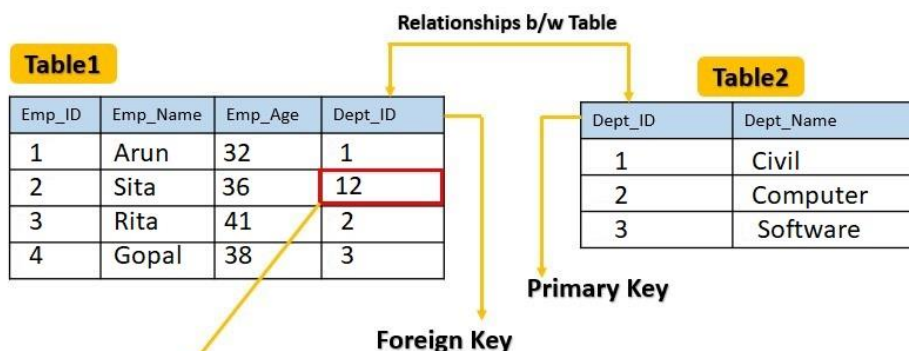 Relationships b/w Table
Table1
Emp_ID Emp_Name Emp_Age Dept_ID
1 Arun 32 1
2 Sita 36 12
3 Rita 41 2
4 Gopal 38 3
Table2
Dept_ID Dept_Name
1 Civil
2 Computer
3 Software
Primary Key
Foreign Key